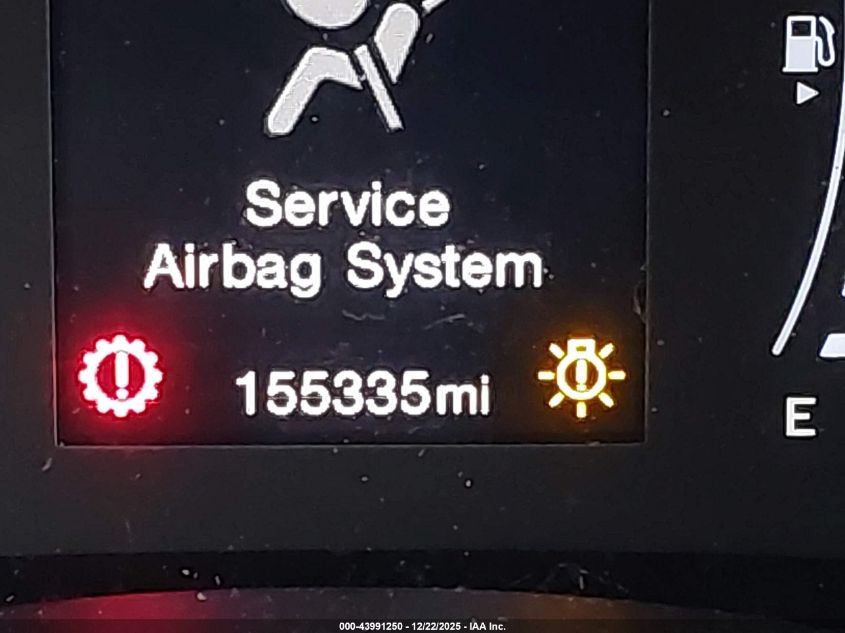 Service
Airbag System
155335mi
E
000-43991250 - 12/22/2025 - IAA Inc.